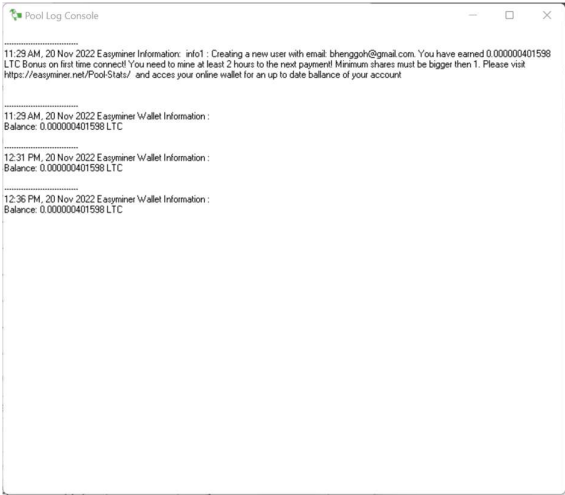 Pool Log Console
------------------------------
11:29 AM, 20 Nov 2022 Easyminer Information:  info1 : Creating a new user with email: bhenggoh@gmail.com. You have earned 0.000000401598
LTC Bonus on first time connect! You need to mine at least 2 hours to the next payment! Minimum shares must be bigger then 1. Please visit
https://easyminer.net/Pool-Stats/  and acces your online wallet for an up to date ballance of your account
------------------------------
11:29 AM, 20 Nov 2022 Easyminer Wallet Information :
Balance: 0.000000401598 LTC
------------------------------
12:31 PM, 20 Nov 2022 Easyminer Wallet Information :
Balance: 0.000000401598 LTC
------------------------------
12:36 PM, 20 Nov 2022 Easyminer Wallet Information :
Balance: 0.000000401598 LTC